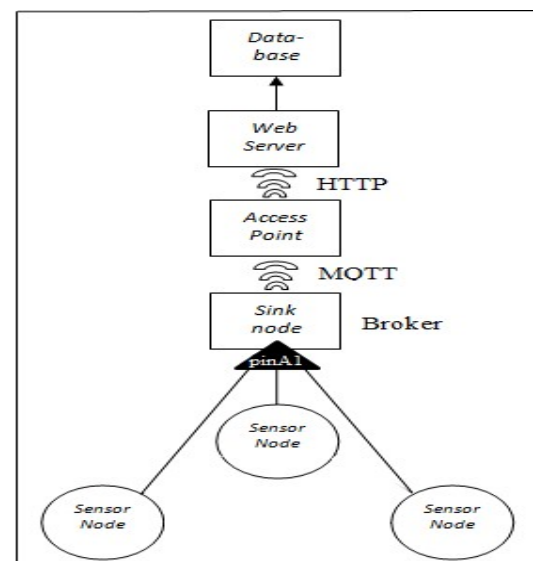 Data-
base
Web
Server
HTTP
Access
Point
MQTT
Sink
node
Broker
pinA1
Sensor
Node
Sensor
Node
Sensor
Node